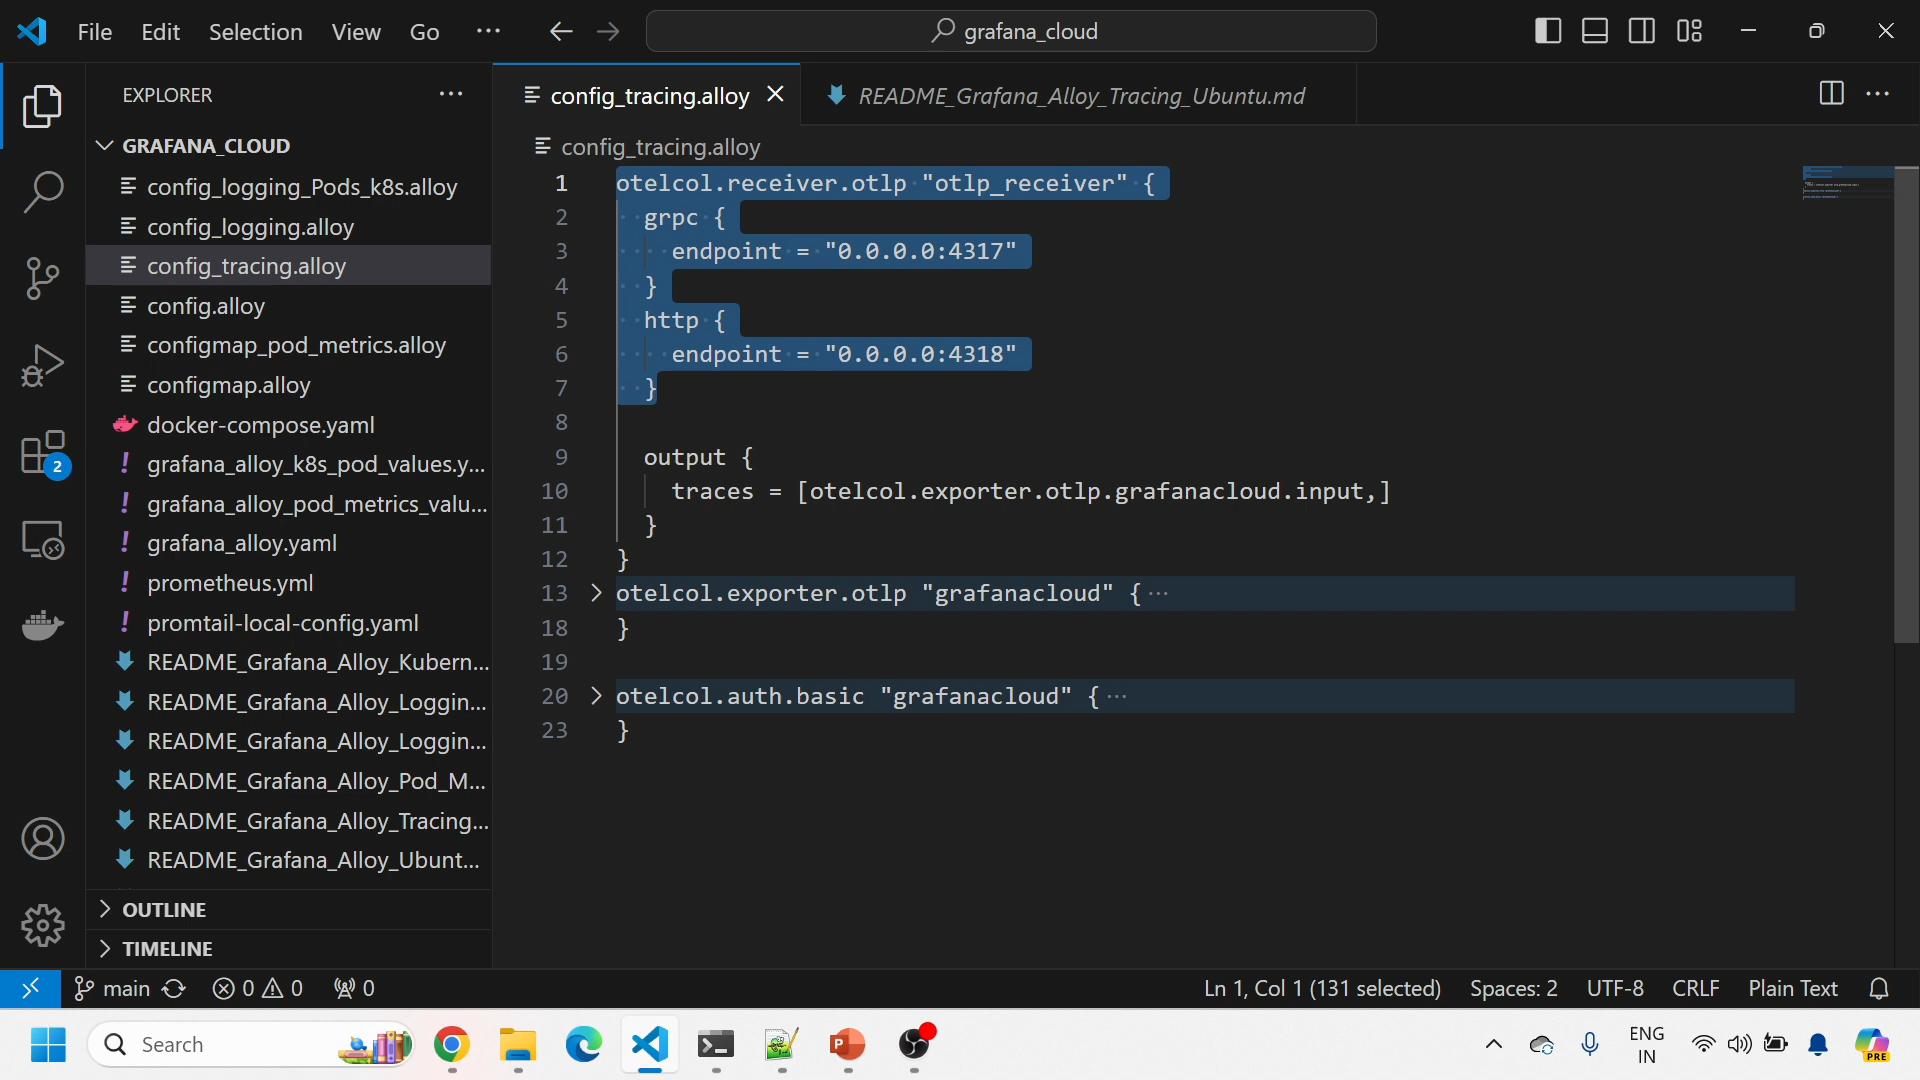 File Edit Selection View Go ··· grafana_cloud
EXPLORER ···
GRAFANA_CLOUD
config_logging_Pods_k8s.alloy
config_logging.alloy
config_tracing.alloy
config.alloy
configmap_pod_metrics.alloy
configmap.alloy
docker-compose.yaml
grafana_alloy_k8s_pod_values.y...
grafana_alloy_pod_metrics_valu...
grafana_alloy.yaml
prometheus.yml
promtail-local-config.yaml
README_Grafana_Alloy_Kubern...
README_Grafana_Alloy_Loggin...
README_Grafana_Alloy_Loggin...
README_Grafana_Alloy_Pod_M...
README_Grafana_Alloy_Tracing...
README_Grafana_Alloy_Ubunt...
OUTLINE
TIMELINE
2
config_tracing.alloy README_Grafana_Alloy_Tracing_Ubuntu.md ···
config_tracing.alloy
1 otelcol.receiver.otlp "otlp_receiver" {
2 grpc {
3 endpoint = "0.0.0.0:4317"
4 }
5 http {
6 endpoint = "0.0.0.0:4318"
7 }
8
9 output {
10 traces = [otelcol.exporter.otlp.grafanacloud.input,]
11 }
12 }
13 otelcol.exporter.otlp "grafanacloud" {···
18 }
19
20 otelcol.auth.basic "grafanacloud" {···
23 }
main 0 0 0 Ln 1, Col 1 (131 selected) Spaces: 2 UTF-8 CRLF Plain Text
Search ENG
IN
PRE